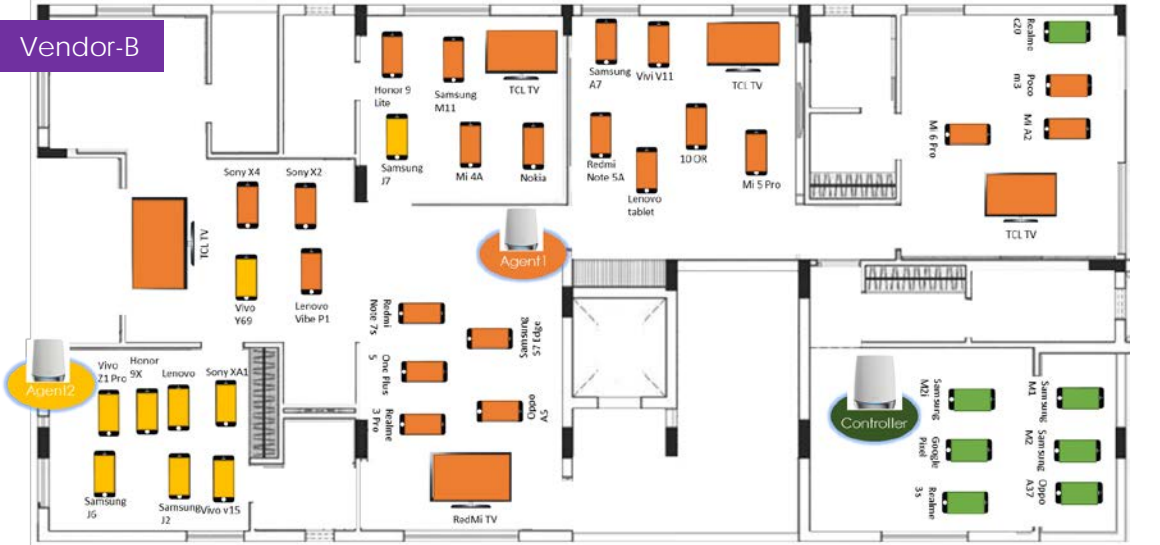 Vendor-B
Honor 9
Lite
Samsung
M11
TCL TV
Samsung
J7
Mi 4A
Nokia
Samsung
A7
Vivi V11
TCL TV
Redmi
Note 5A
Lenovo
tablet
10 OR
Mi 5 Pro
Realme
c20
Poco
m3
Mi A2
Mi 6 Pro
TCL TV
Sony X4
Sony X2
TCL TV
Vivo
Y69
Lenovo
Vibe P1
Agent1
Redmi
Note 7s
Samsung
S7 Edge
One Plus
5
Oppo
A5
Realme
3 Pro
RedMi TV
Agent2
Vivo
Z1 Pro
Honor
9X
Lenovo
Sony XA1
Samsung
J6
Samsung
J2
Vivo v15
Controller
Samsung
M2i
Samsung
M1
Google
Pixel
Samsung
M2
Realme
3s
Oppo
A37